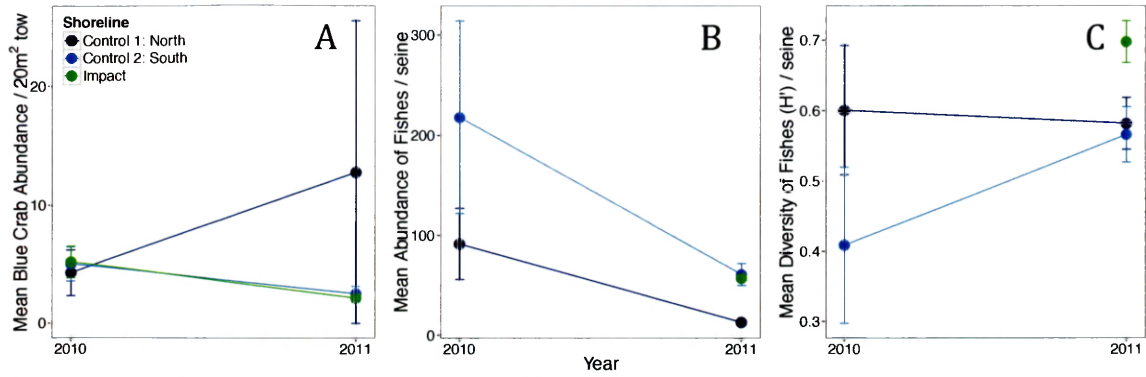 Shoreline
Control 1: North
Control 2: South
Impact
A
Mean Blue Crab Abundance / 20m² tow
20
10
0
2010
2011
B
Mean Abundance of Fishes / seine
300
200
100
0
2010
2011
Year
C
Mean Diversity of Fishes (H') / seine
0.7
0.6
0.5
0.4
0.3
2010
2011